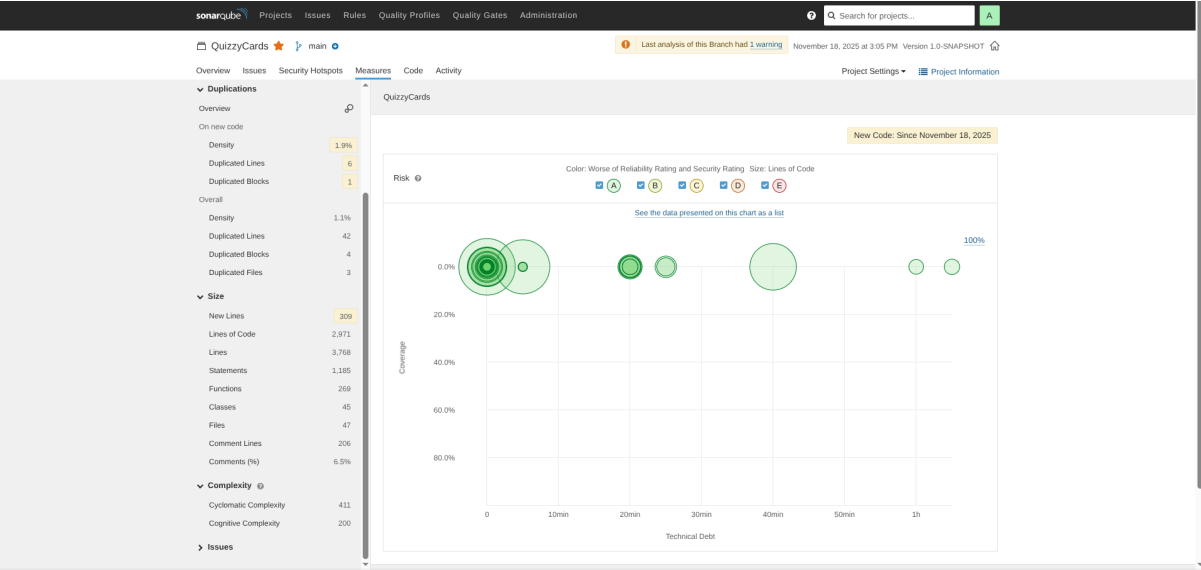 sonarqube Projects Issues Rules Quality Profiles Quality Gates Administration ? Search for projects... A
QuizzyCards main Last analysis of this Branch had 1 warning November 18, 2025 at 3:05 PM Version 1.0-SNAPSHOT
Overview Issues Security Hotspots Measures Code Activity Project Settings Project Information
Duplications
Overview
On new code
Density 1.9%
Duplicated Lines 6
Duplicated Blocks 1
Overall
Density 1.1%
Duplicated Lines 42
Duplicated Blocks 4
Duplicated Files 3
Size
New Lines 309
Lines of Code 2,971
Lines 3,768
Statements 1,185
Functions 269
Classes 45
Files 47
Comment Lines 206
Comments (%) 6.5%
Complexity ?
Cyclomatic Complexity 411
Cognitive Complexity 200
Issues
QuizzyCards
New Code: Since November 18, 2025
Risk ?
Color: Worse of Reliability Rating and Security Rating Size: Lines of Code
A B C D E
See the data presented on this chart as a list
100%
0.0%
20.0%
40.0%
60.0%
80.0%
Coverage
0 10min 20min 30min 40min 50min 1h
Technical Debt